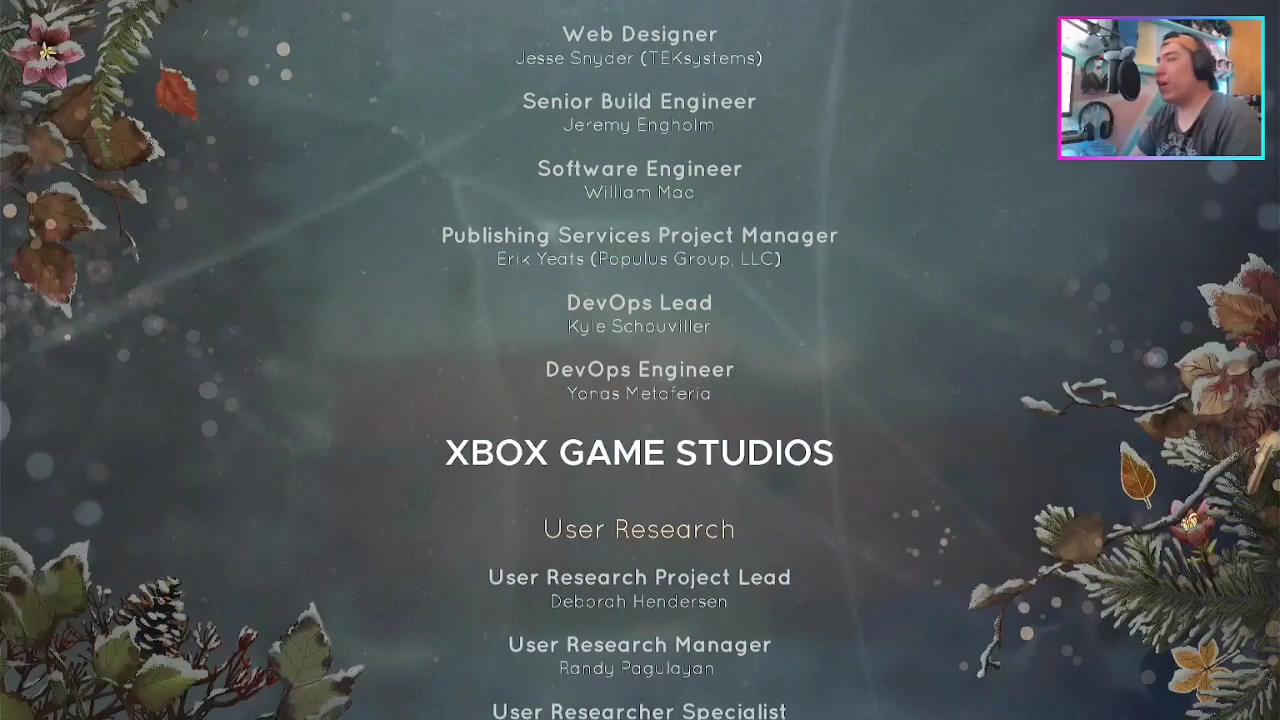 Web Designer
Jesse Snyder (TEKsystems)
Senior Build Engineer
Jeremy Engholm
Software Engineer
William Mac
Publishing Services Project Manager
Erik Yeats (Populus Group, LLC)
DevOps Lead
Kyle Schouviller
DevOps Engineer
Yonas Metaferia
XBOX GAME STUDIOS
User Research
User Research Project Lead
Deborah Hendersen
User Research Manager
Randy Pagulayan
User Researcher Specialist